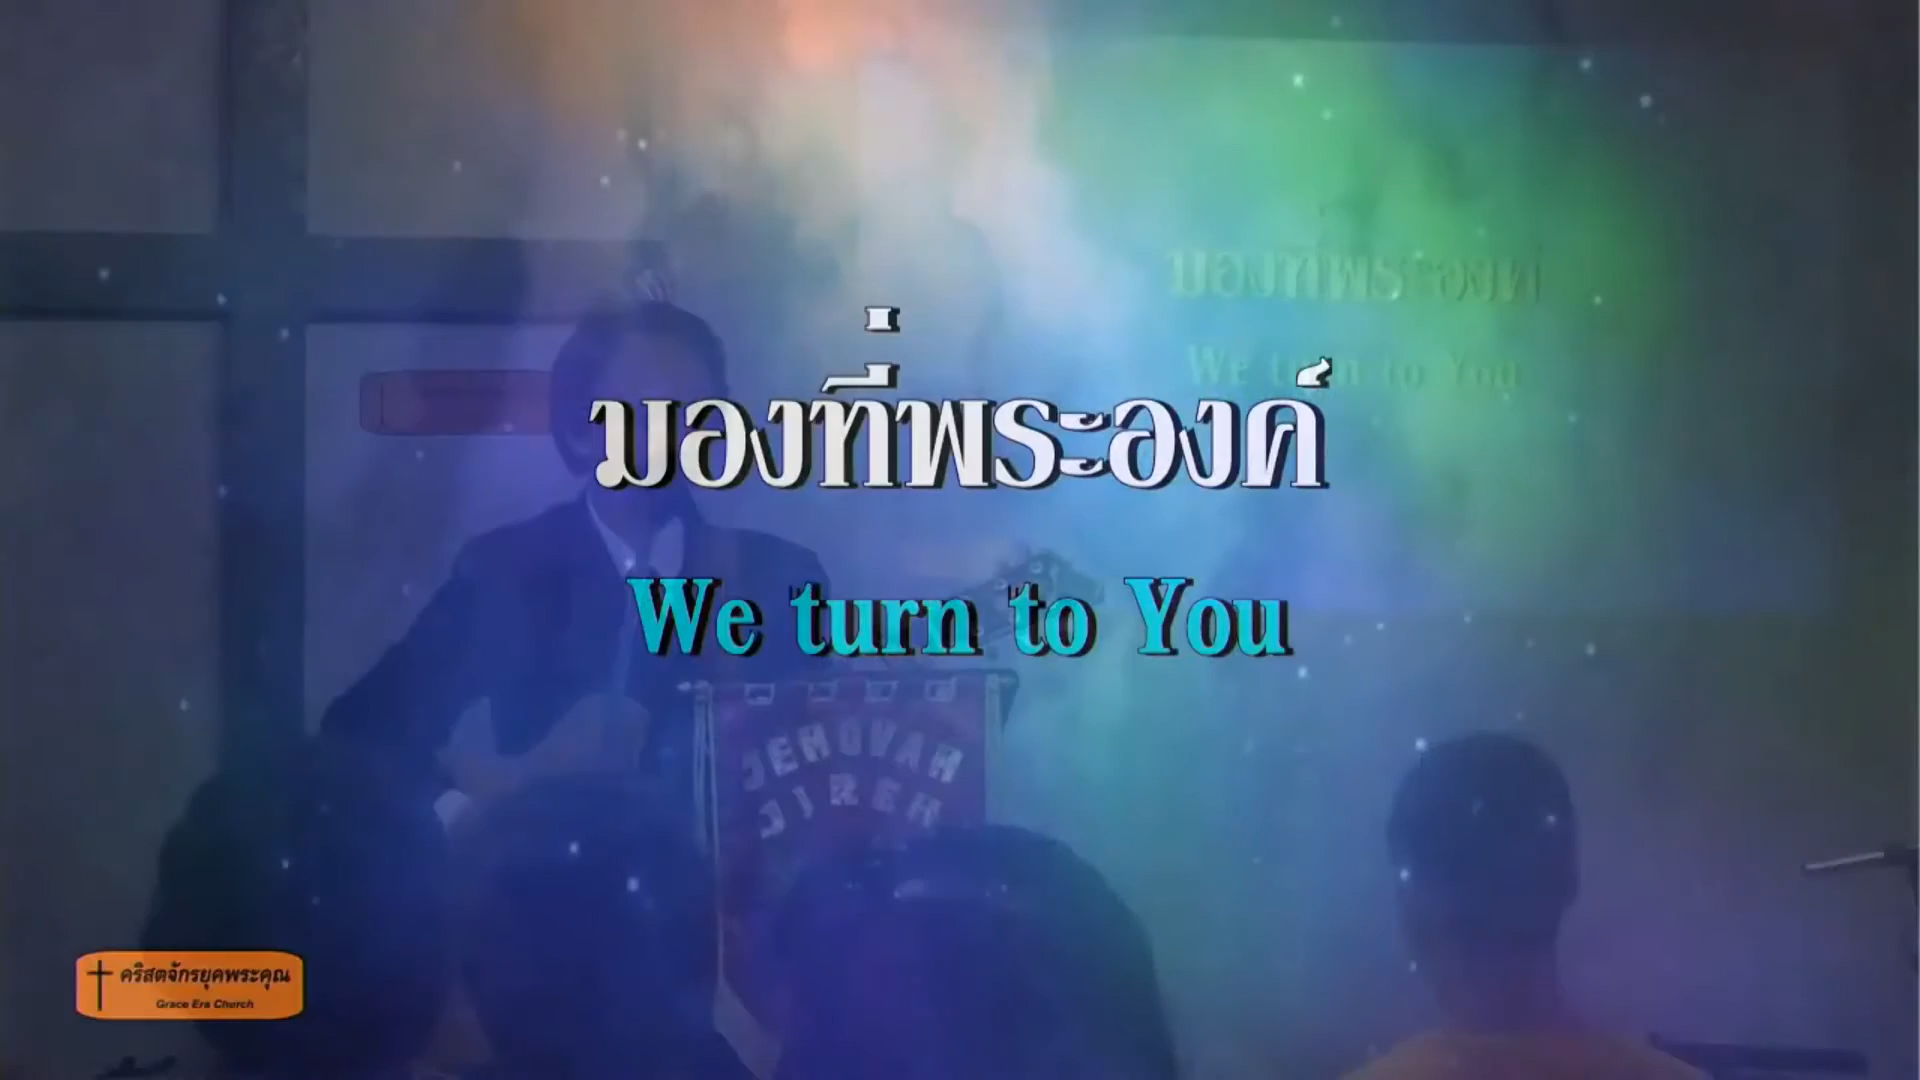 มองที่พระองค์
We turn to You
มองที่พระองค์
We turn to You
JEHOVAH
JIREH
คริสตจักรยุคพระคุณ
Grace Era Church